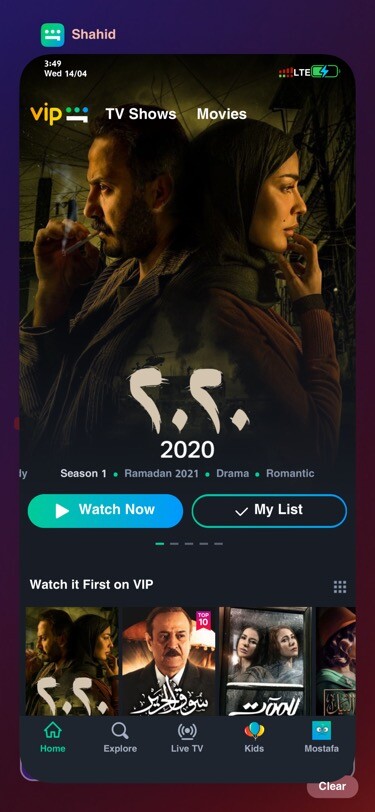 Shahid
3:49
Wed 14/04
LTE
vip
TV Shows
Movies
٢٠٢٠
2020
ly
Season 1 • Ramadan 2021 • Drama • Romantic
Watch Now
My List
Watch it First on VIP
٢٠٢٠
TOP
10
سوق الحرير
للموت
Home
Explore
Live TV
Kids
Mostafa
Clear